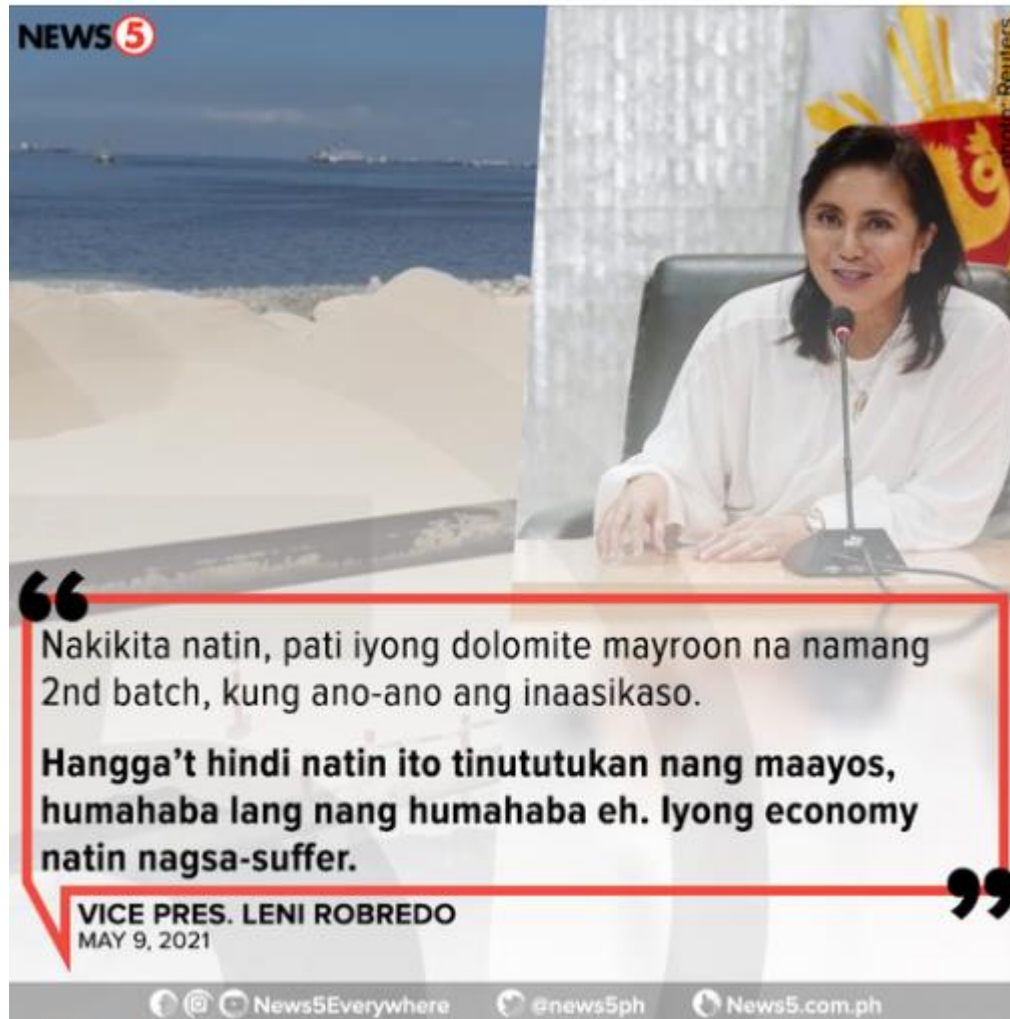 NEWS 5
Photo: Reuters
Nakikita natin, pati iyong dolomite mayroon na namang
2nd batch, kung ano-ano ang inaasikaso.
Hangga't hindi natin ito tinututukan nang maayos,
humahaba lang nang humahaba eh. Iyong economy
natin nagsa-suffer.
VICE PRES. LENI ROBREDO
MAY 9, 2021
News5Everywhere @news5ph News5.com.ph